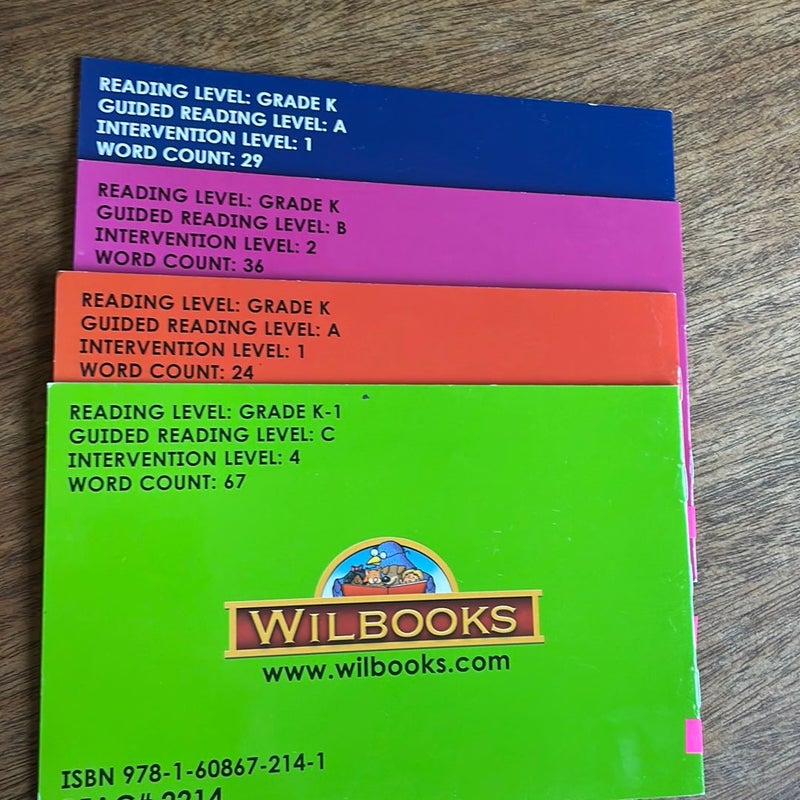 READING LEVEL: GRADE K
GUIDED READING LEVEL: A
INTERVENTION LEVEL: 1
WORD COUNT: 29
READING LEVEL: GRADE K
GUIDED READING LEVEL: B
INTERVENTION LEVEL: 2
WORD COUNT: 36
READING LEVEL: GRADE K
GUIDED READING LEVEL: A
INTERVENTION LEVEL: 1
WORD COUNT: 24
READING LEVEL: GRADE K-1
GUIDED READING LEVEL: C
INTERVENTION LEVEL: 4
WORD COUNT: 67
WILBOOKS
www.wilbooks.com
ISBN 978-1-60867-214-1
2214